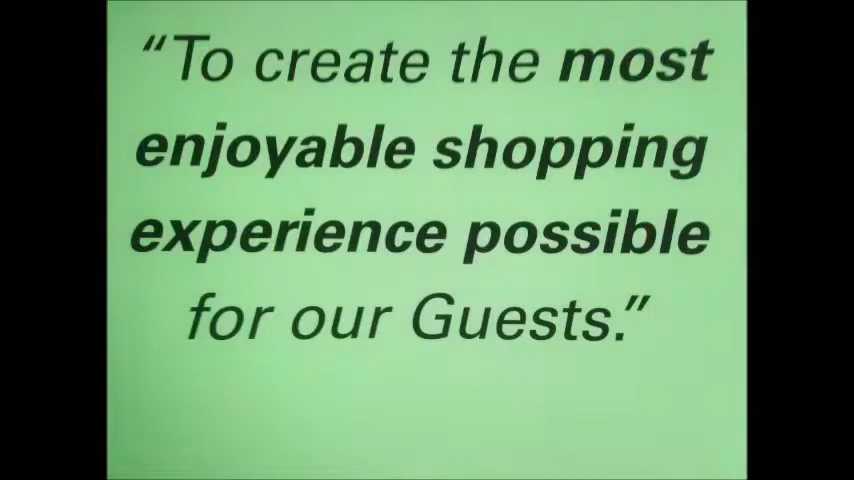 “To create the most
enjoyable shopping
experience possible
for our Guests.”